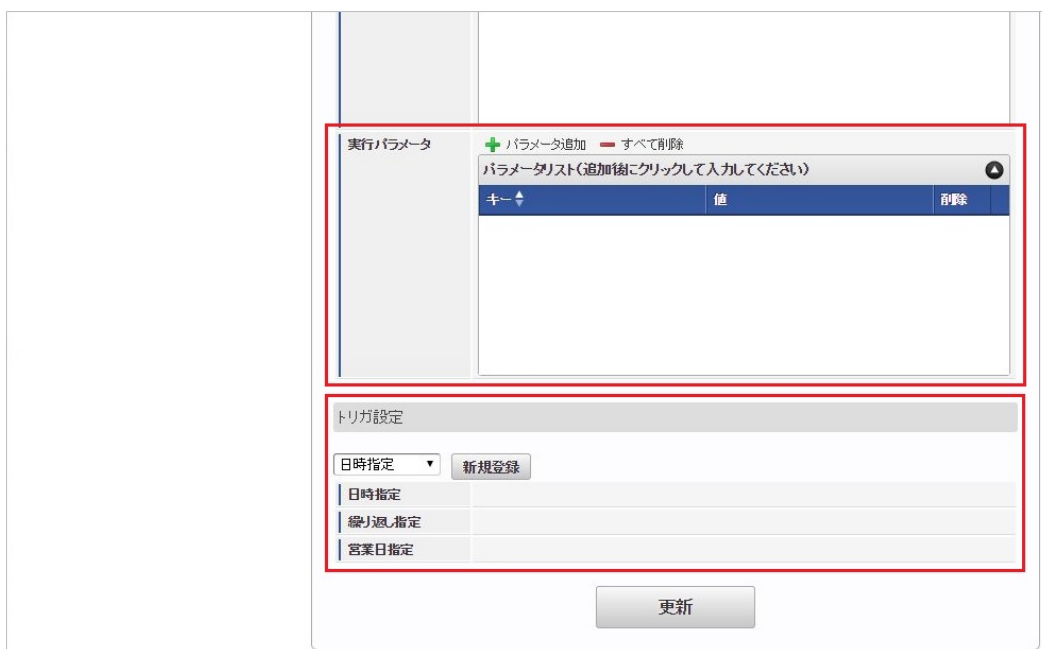 実行パラメータ
パラメータ追加 すべて削除
パラメータリスト(追加後にクリックして入力してください)
キー 値 削除
トリガ設定
日時指定 新規登録
日時指定
繰り返し指定
営業日指定
更新